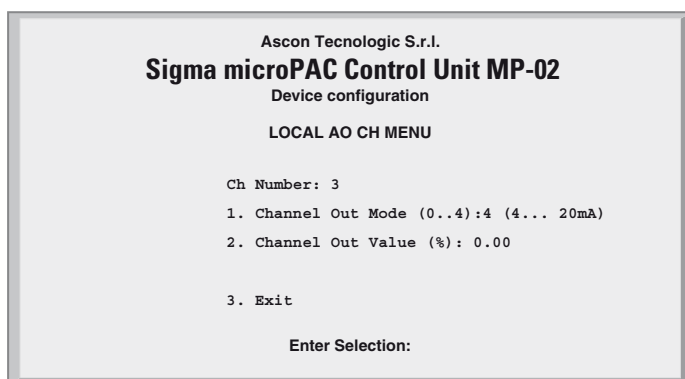 Ascon Tecnologic S.r.l.
Sigma microPAC Control Unit MP-02
Device configuration
LOCAL AO CH MENU
Ch Number: 3
1. Channel Out Mode (0..4):4 (4... 20mA)
2. Channel Out Value (%): 0.00
3. Exit
Enter Selection: